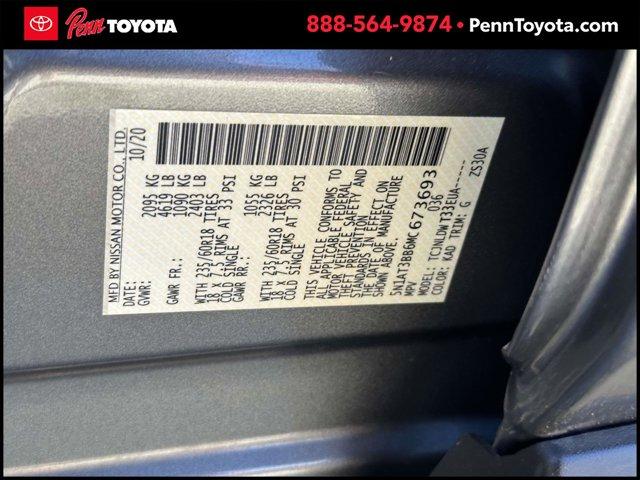 Penn TOYOTA
888-564-9874 • PennToyota.com
MFD BY NISSAN MOTOR CO., LTD.
10/20
GVWR: 2095 KG
4619 LB
GAWR FR.: 1090 KG
2403 LB
WITH 235/60R18 TIRES
18 X 7.5 RIMS AT 33 PSI
COLD SINGLE
GAWR RR.: 1055 KG
2326 LB
WITH 235/60R18 TIRES
18 X 7.5 RIMS AT 30 PSI
COLD SINGLE
THIS VEHICLE CONFORMS TO
ALL APPLICABLE FEDERAL
MOTOR VEHICLE SAFETY AND
THEFT PREVENTION
STANDARDS IN EFFECT ON
THE DATE OF MANUFACTURE
SHOWN ABOVE.
5N1AT3BB6MC673693
MPV 036
MODEL: TCJNLDWT33EUA-----
COLOR: KAD TRIM: G ZS30A